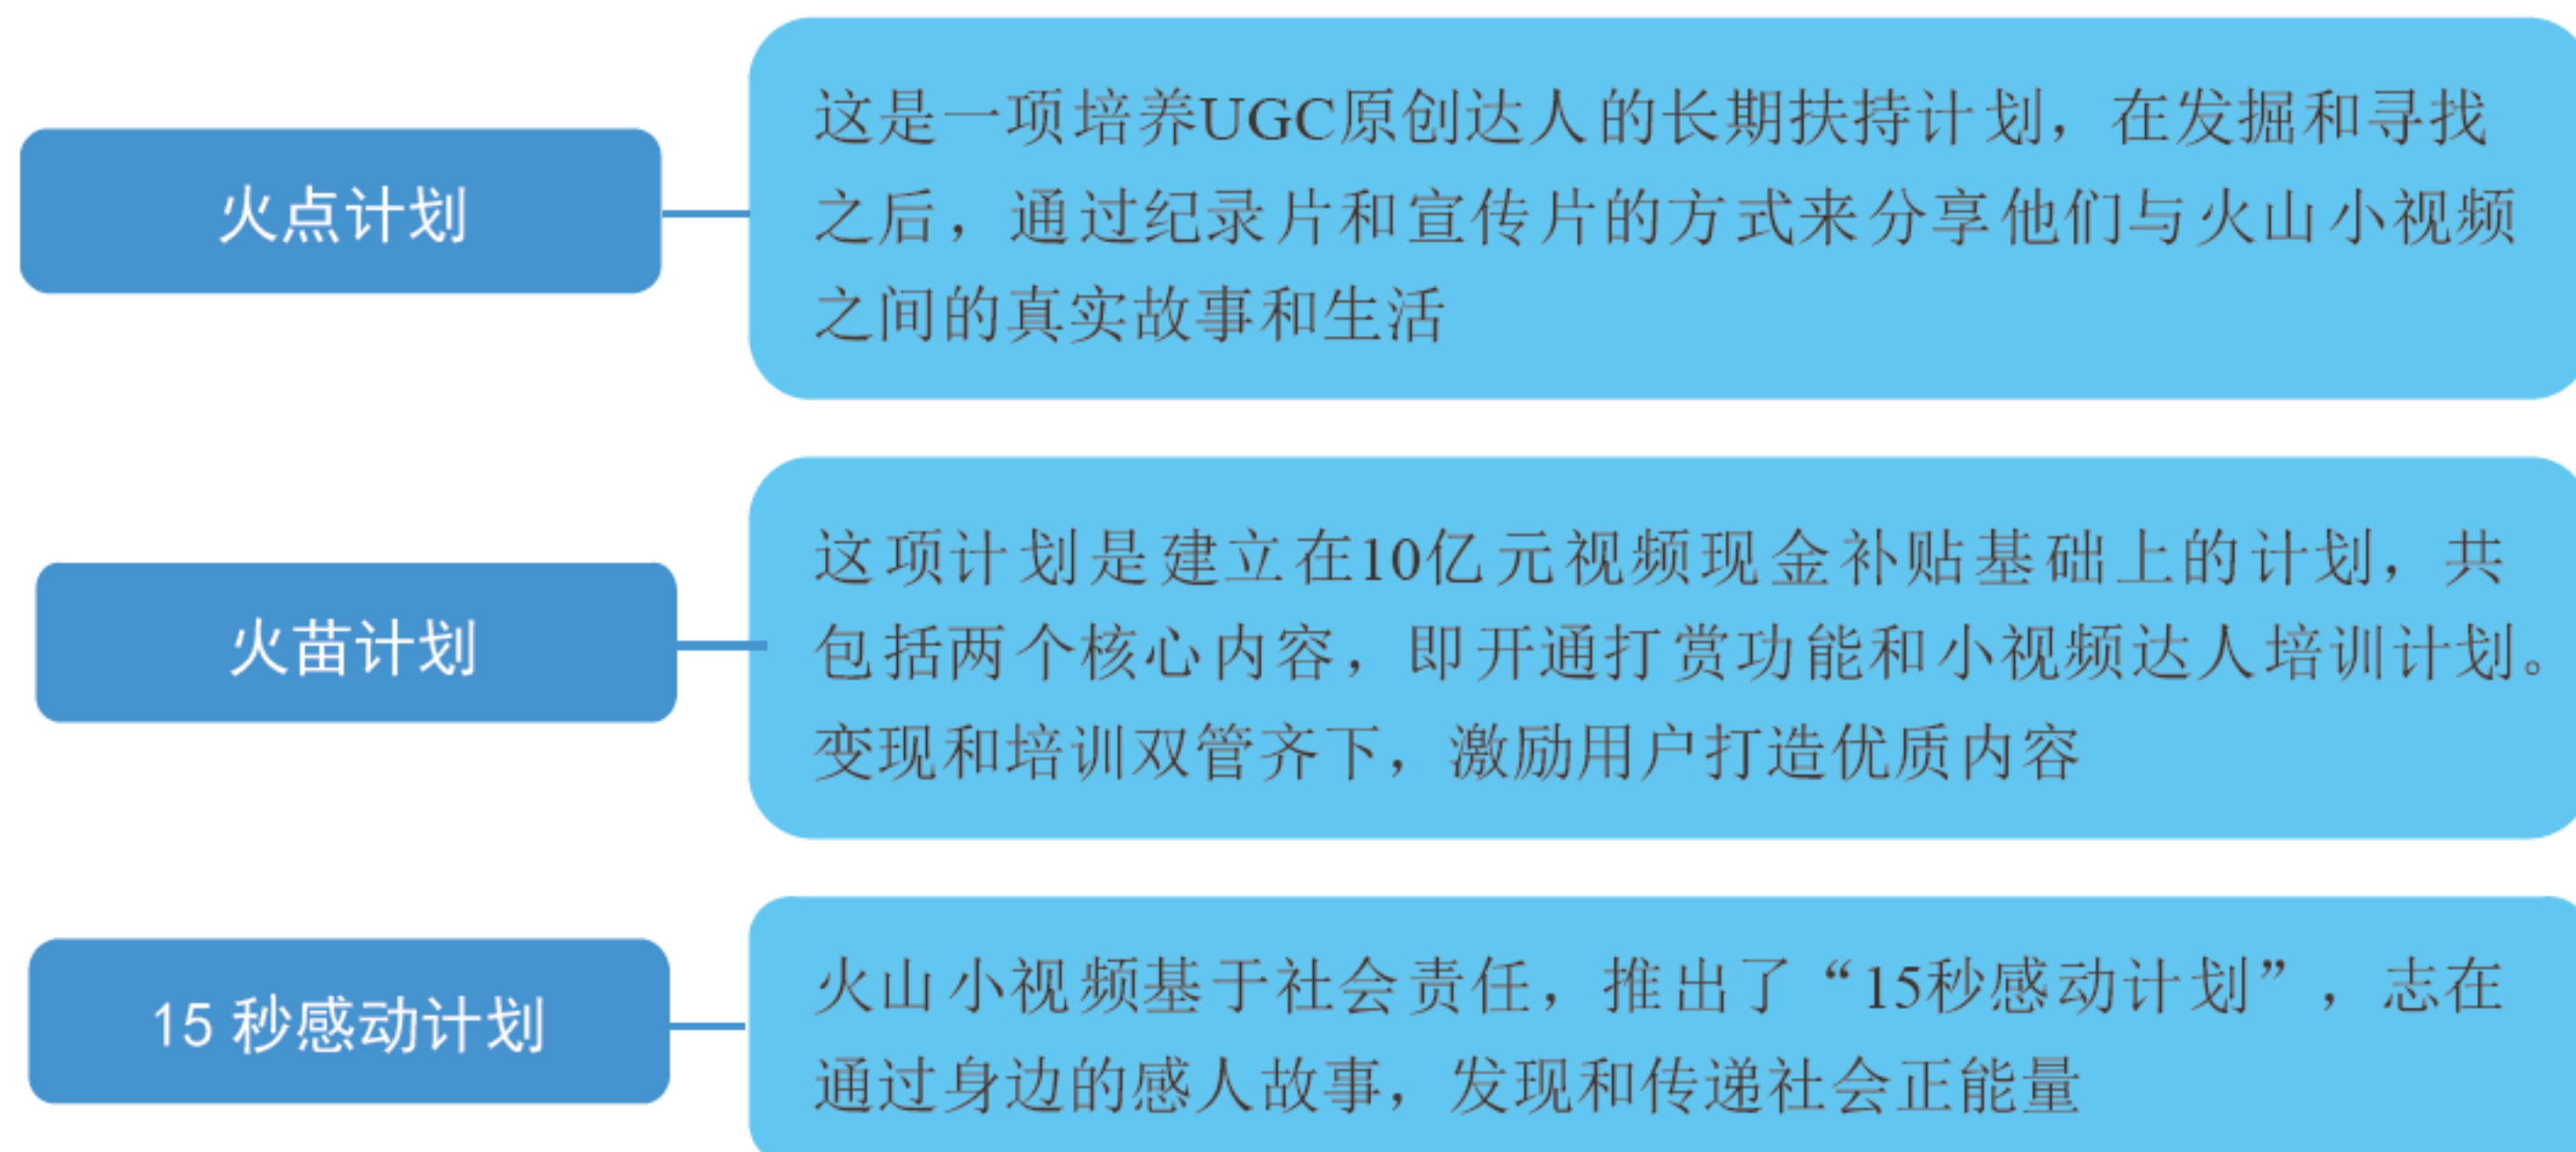 火点计划
这是一项培养UGC原创达人的长期扶持计划，在发掘和寻找
之后，通过纪录片和宣传片的方式来分享他们与火山小视频
之间的真实故事和生活
火苗计划
这项计划是建立在10亿元视频现金补贴基础上的计划，共
包括两个核心内容，即开通打赏功能和小视频达人培训计划。
变现和培训双管齐下，激励用户打造优质内容
15 秒感动计划
火山小视频基于社会责任，推出了“15秒感动计划”，志在
通过身边的感人故事，发现和传递社会正能量